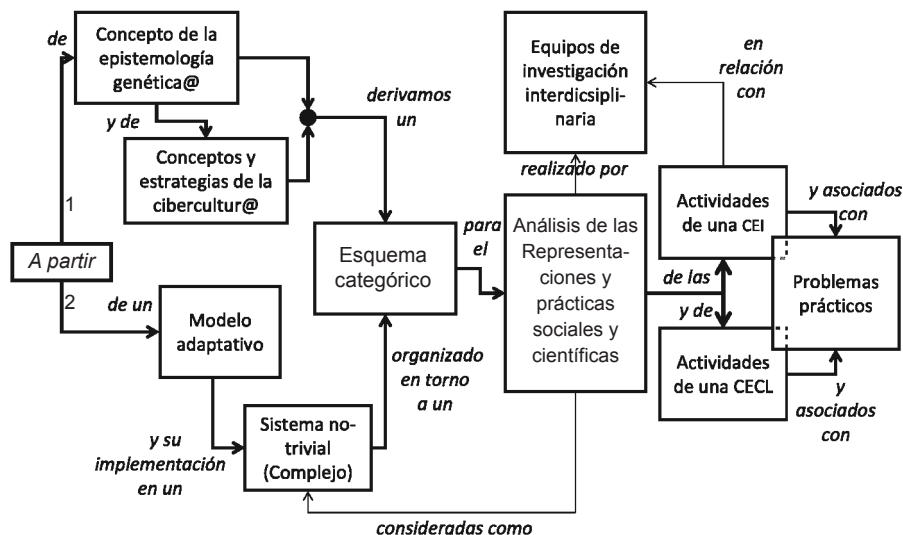 de
Concepto de la
epistemología
genética@
y de
Conceptos y
estrategias de la
cibercultur@
1
A partir
2
derivamos
un
de un
Modelo
adaptativo
y su
implementación
en un
Sistema no-
trivial
(Complejo)
organizado
en torno
a un
Esquema
categórico
para
el
Análisis de las
Representa-
ciones y
prácticas
sociales y
científicas
realizado por
Equipos de
investigación
interdicsipli-
naria
en
relación
con
de las
y de
Actividades
de una CEI
Actividades
de una CECL
y asociados
con
Problemas
prácticos
y
asociados
con
consideradas como